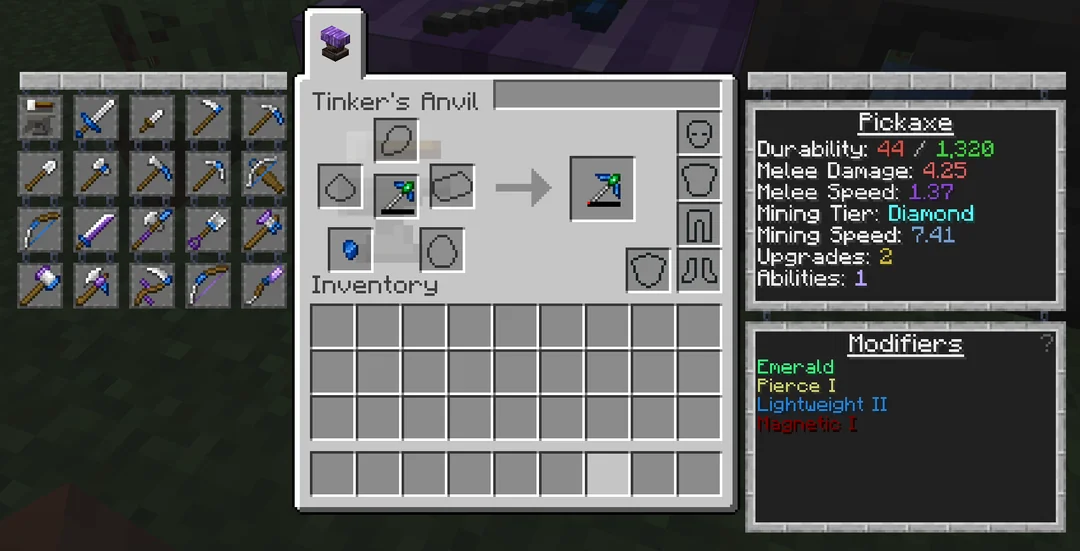 Tinker's Anvil
Inventory
Pickaxe
Durability: 44 / 1,320
Melee Damage: 4.25
Melee Speed: 1.37
Mining Tier: Diamond
Mining Speed: 7.41
Upgrades: 2
Abilities: 1
Modifiers ?
Emerald
Pierce I
Lightweight II
Magnetic I